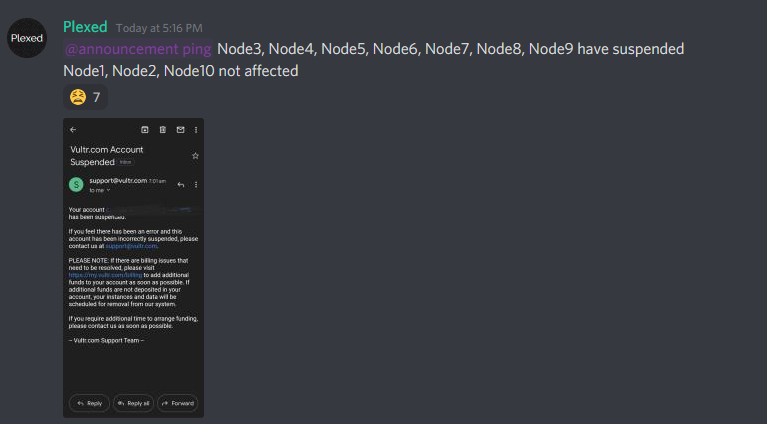 Plexed
Plexed Today at 5:16 PM
@announcement ping Node3, Node4, Node5, Node6, Node7, Node8, Node9 have suspended
Node1, Node2, Node10 not affected
7
Vultr.com Account
Suspended Inbox
S
support@vultr.com 7:01 am
to me
Your account
has been suspended.
If you feel there has been an error and this
account has been incorrectly suspended, please
contact us at support@vultr.com.
PLEASE NOTE: If there are billing issues that
need to be resolved, please visit
https://my.vultr.com/billing to add additional
funds to your account as soon as possible. If
additional funds are not deposited in your
account, your instances and data will be
scheduled for removal from our system.
If you require additional time to arrange funding,
please contact us as soon as possible.
-- Vultr.com Support Team --
Reply
Reply all
Forward